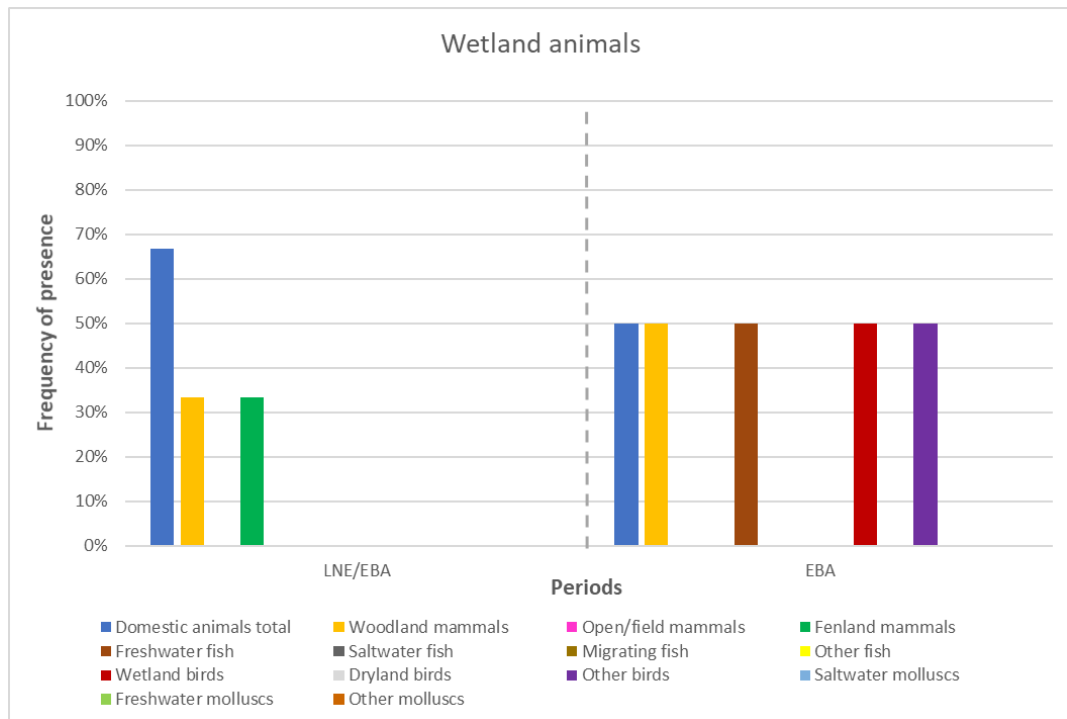 Wetland animals
100%
90%
80%
70%
60%
50%
40%
30%
20%
10%
0%
Frequency of presence
LNE/EBA EBA
Periods
Domestic animals total Woodland mammals Open/field mammals Fenland mammals
Freshwater fish Saltwater fish Migrating fish Other fish
Wetland birds Dryland birds Other birds Saltwater molluscs
Freshwater molluscs Other molluscs